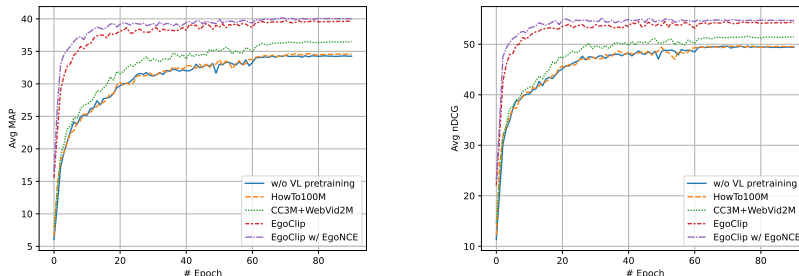 40
35
30
25
20
15
10
5
Avg MAP
0
20
40
60
80
# Epoch
w/o VL pretraining
HowTo100M
CC3M+WebVid2M
EgoClip
EgoClip w/ EgoNCE
50
40
30
20
10
Avg nDCG
0
20
40
60
80
# Epoch
w/o VL pretraining
HowTo100M
CC3M+WebVid2M
EgoClip
EgoClip w/ EgoNCE